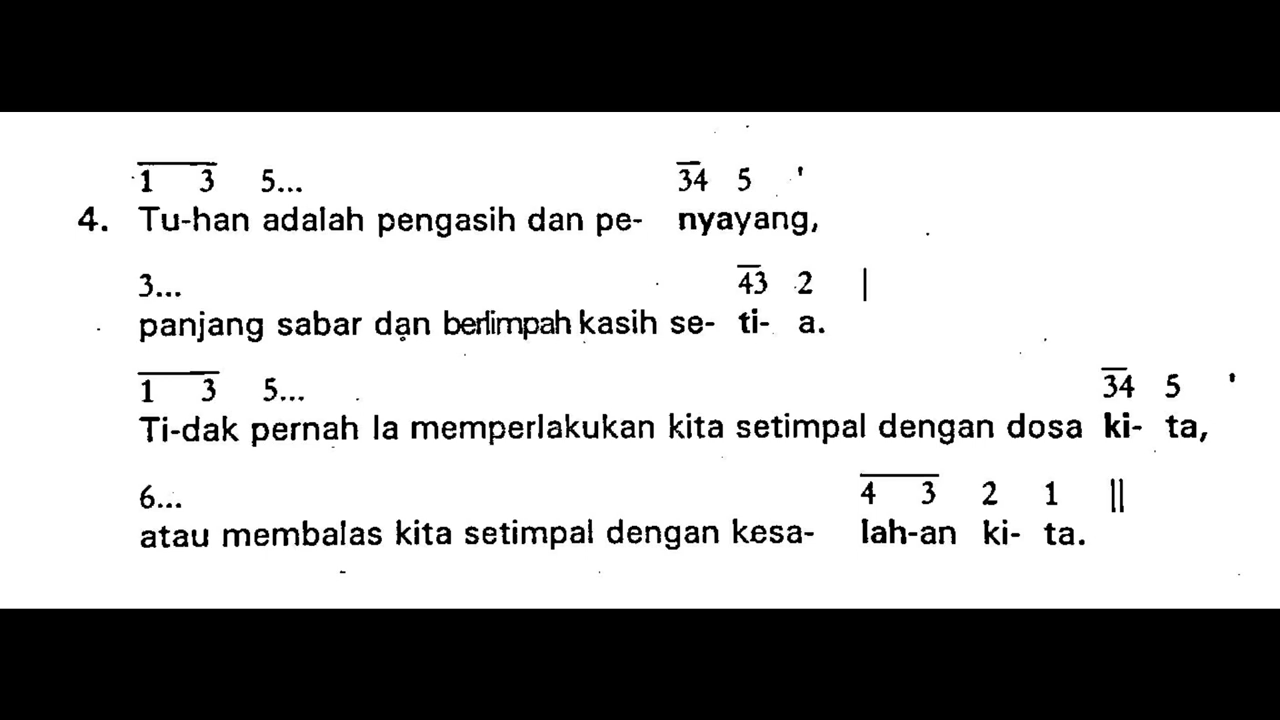 1 3 5... 34 5 '
4. Tu-han adalah pengasih dan pe- nyayang,
3... 43 2 |
panjang sabar dan berlimpah kasih se- ti- a.
1 3 5... 34 5 '
Ti-dak pernah Ia memperlakukan kita setimpal dengan dosa ki- ta,
6... 4 3 2 1 ||
atau membalas kita setimpal dengan kesa- lah-an ki- ta.